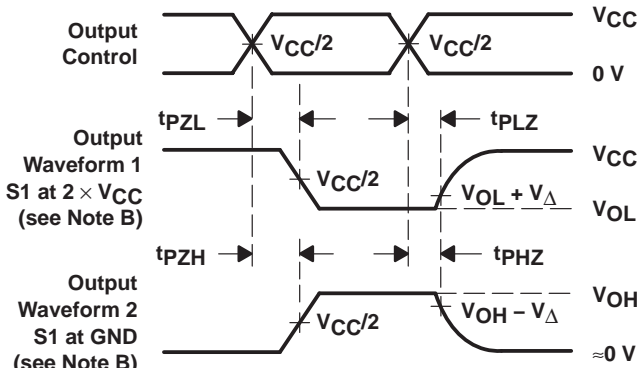 Output
Control
V_CC/2
V_CC/2
V_CC
0 V
t_PZL
t_PLZ
Output
Waveform 1
S1 at 2 × V_CC
(see Note B)
V_CC/2
V_CC
V_OL + V_Δ
V_OL
t_PZH
t_PHZ
Output
Waveform 2
S1 at GND
(see Note B)
V_CC/2
V_OH
V_OH − V_Δ
≈0 V